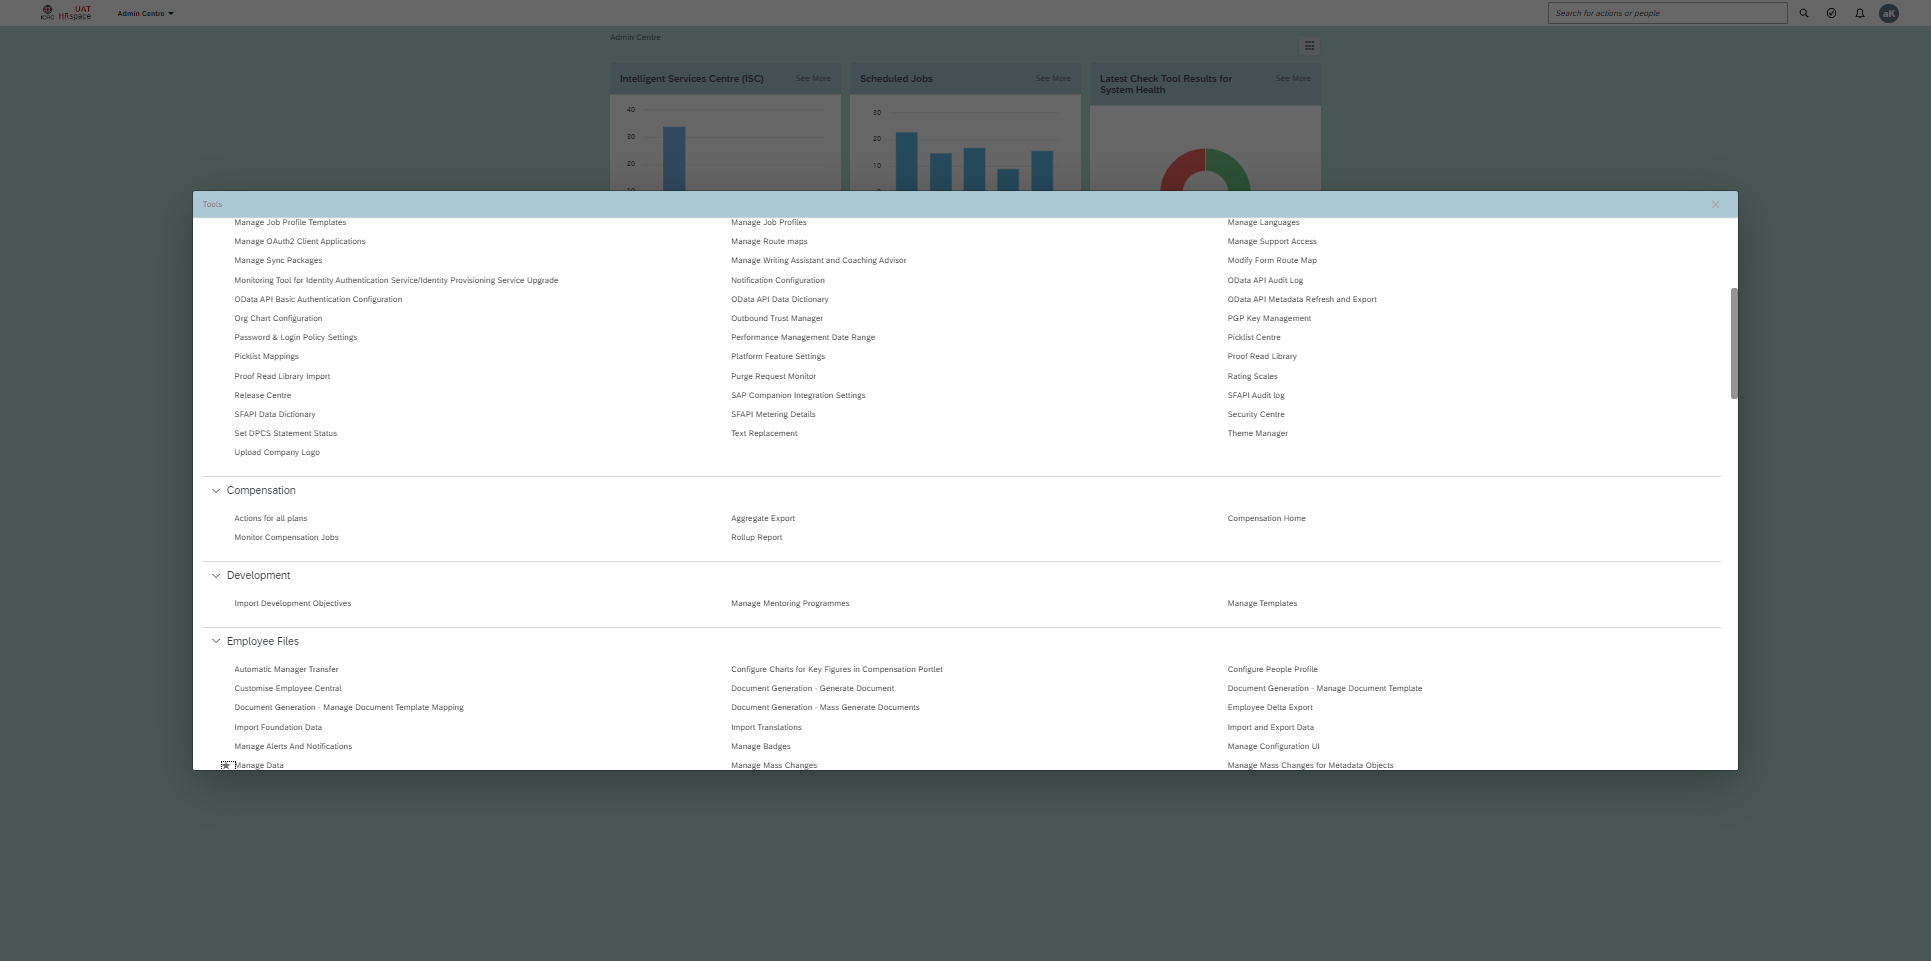 UAT
ICRC HRspace
Admin Centre
Search for actions or people
aK
Admin Centre
Intelligent Services Centre (ISC)
See More
40
30
20
10
Scheduled Jobs
See More
30
20
10
Latest Check Tool Results for
System Health
See More
Tools
Manage Job Profile Templates
Manage Job Profiles
Manage Languages
Manage OAuth2 Client Applications
Manage Route maps
Manage Support Access
Manage Sync Packages
Manage Writing Assistant and Coaching Advisor
Modify Form Route Map
Monitoring Tool for Identity Authentication Service/Identity Provisioning Service Upgrade
Notification Configuration
OData API Audit Log
OData API Basic Authentication Configuration
OData API Data Dictionary
OData API Metadata Refresh and Export
Org Chart Configuration
Outbound Trust Manager
PGP Key Management
Password & Login Policy Settings
Performance Management Date Range
Picklist Centre
Picklist Mappings
Platform Feature Settings
Proof Read Library
Proof Read Library Import
Purge Request Monitor
Rating Scales
Release Centre
SAP Companion Integration Settings
SFAPI Audit log
SFAPI Data Dictionary
SFAPI Metering Details
Security Centre
Set DPCS Statement Status
Text Replacement
Theme Manager
Upload Company Logo
Compensation
Actions for all plans
Aggregate Export
Compensation Home
Monitor Compensation Jobs
Rollup Report
Development
Import Development Objectives
Manage Mentoring Programmes
Manage Templates
Employee Files
Automatic Manager Transfer
Configure Charts for Key Figures in Compensation Portlet
Configure People Profile
Customise Employee Central
Document Generation - Generate Document
Document Generation - Manage Document Template
Document Generation - Manage Document Template Mapping
Document Generation - Mass Generate Documents
Employee Delta Export
Import Foundation Data
Import Translations
Import and Export Data
Manage Alerts And Notifications
Manage Badges
Manage Configuration UI
Manage Data
Manage Mass Changes
Manage Mass Changes for Metadata Objects